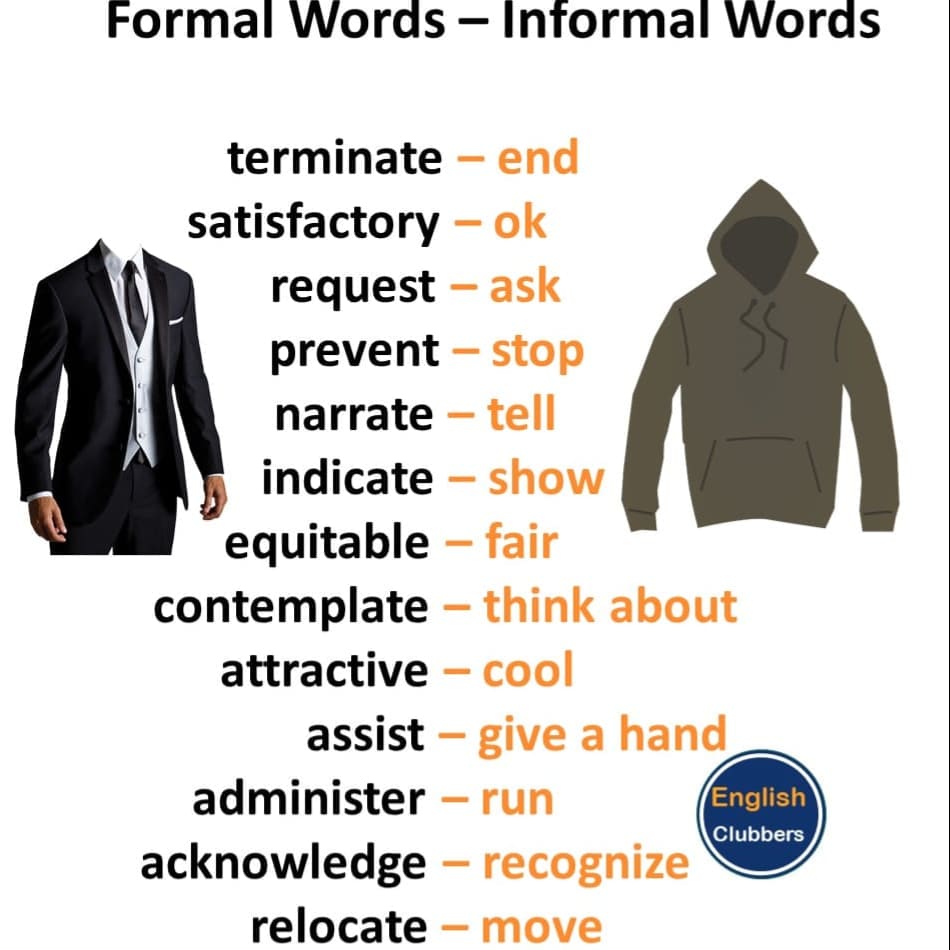 Formal Words – Informal Words
terminate – end
satisfactory – ok
request – ask
prevent – stop
narrate – tell
indicate – show
equitable – fair
contemplate – think about
attractive – cool
assist – give a hand
administer – run
English
Clubbers
acknowledge – recognize
relocate – move